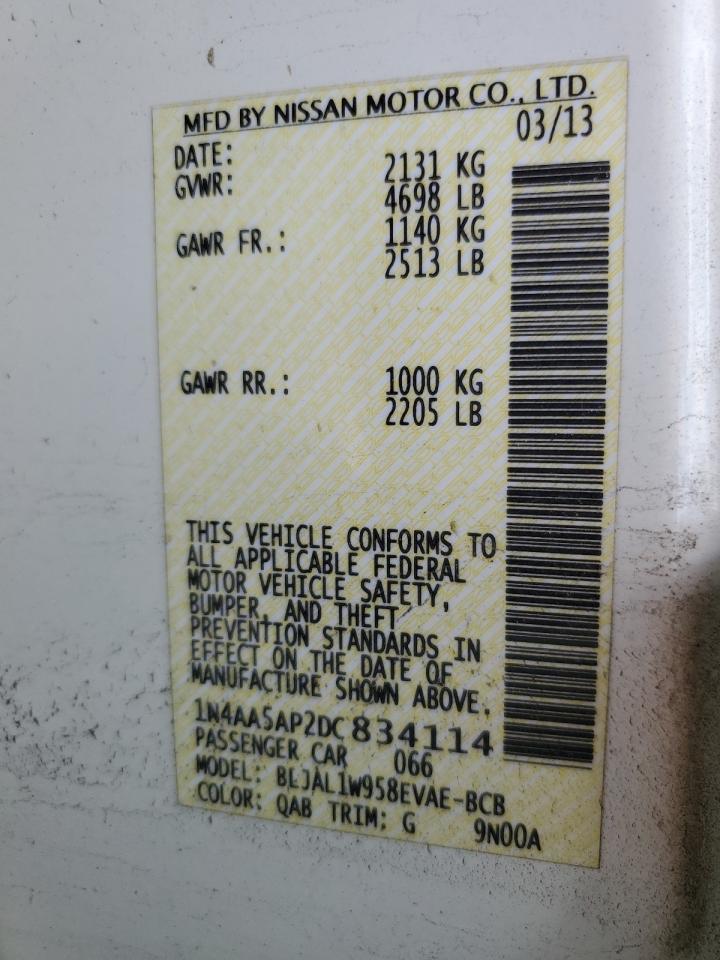 MFD BY NISSAN MOTOR CO., LTD.
DATE: 03/13
GVWR: 2131 KG
4698 LB
GAWR FR.: 1140 KG
2513 LB
GAWR RR.: 1000 KG
2205 LB
THIS VEHICLE CONFORMS TO
ALL APPLICABLE FEDERAL
MOTOR VEHICLE SAFETY,
BUMPER, AND THEFT
PREVENTION STANDARDS IN
EFFECT ON THE DATE OF
MANUFACTURE SHOWN ABOVE.
1N4AA5AP2DC834114
PASSENGER CAR 066
MODEL: BLJAL1W958EVAE-BCB
COLOR: QAB TRIM: G 9N00A